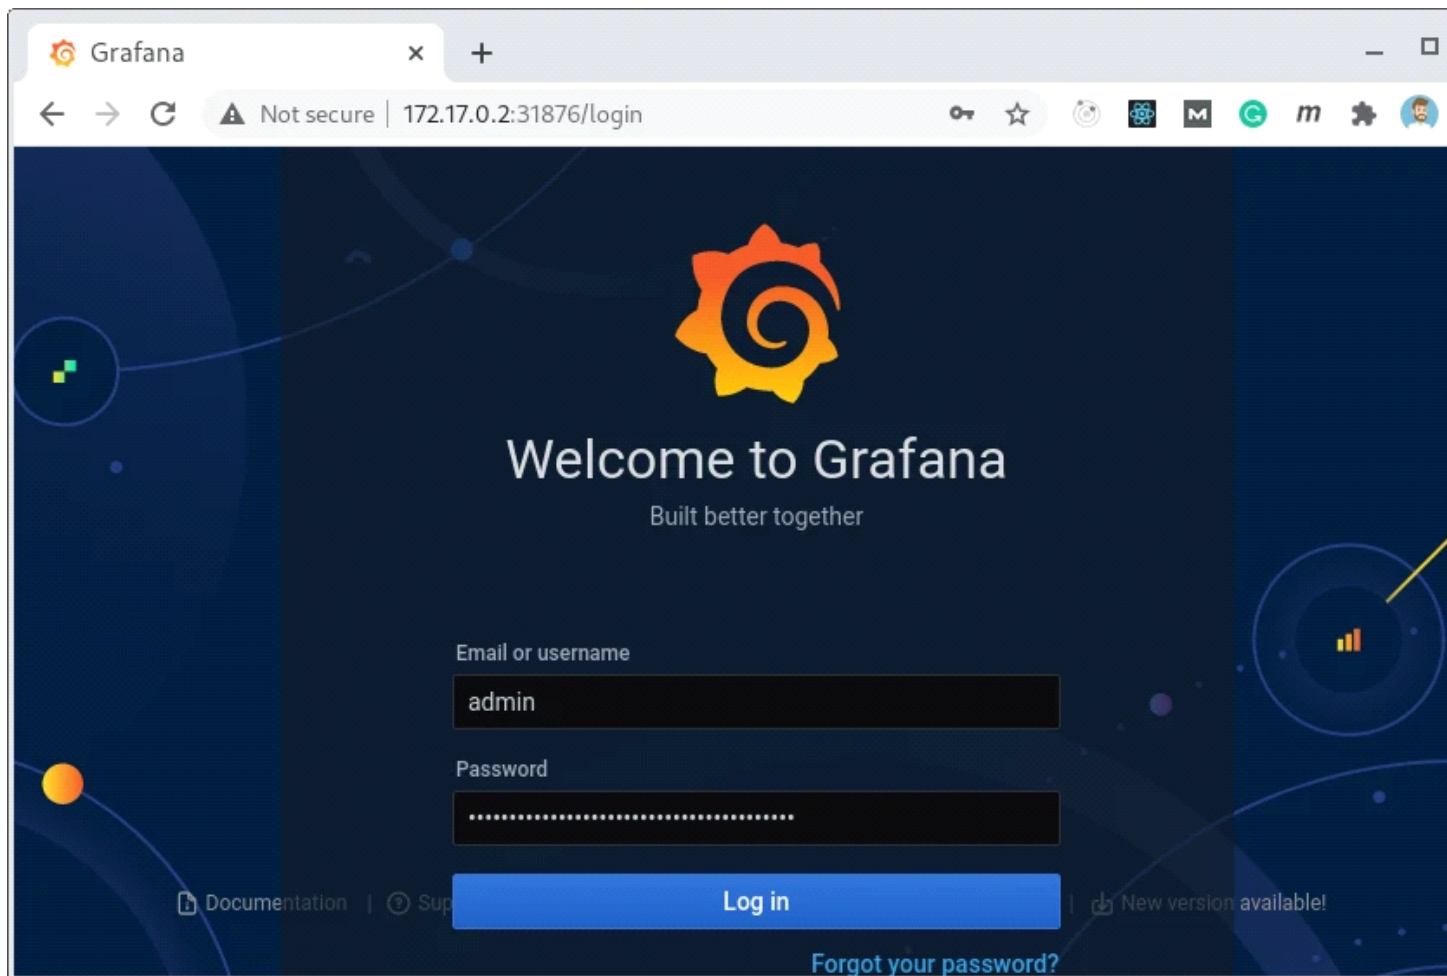 Grafana
Not secure | 172.17.0.2:31876/login
Welcome to Grafana
Built better together
Email or username
admin
Password
••••••••••••••••••••••••••••••••••••••••
Documentation | Sup Log in | New version available!
Forgot your password?